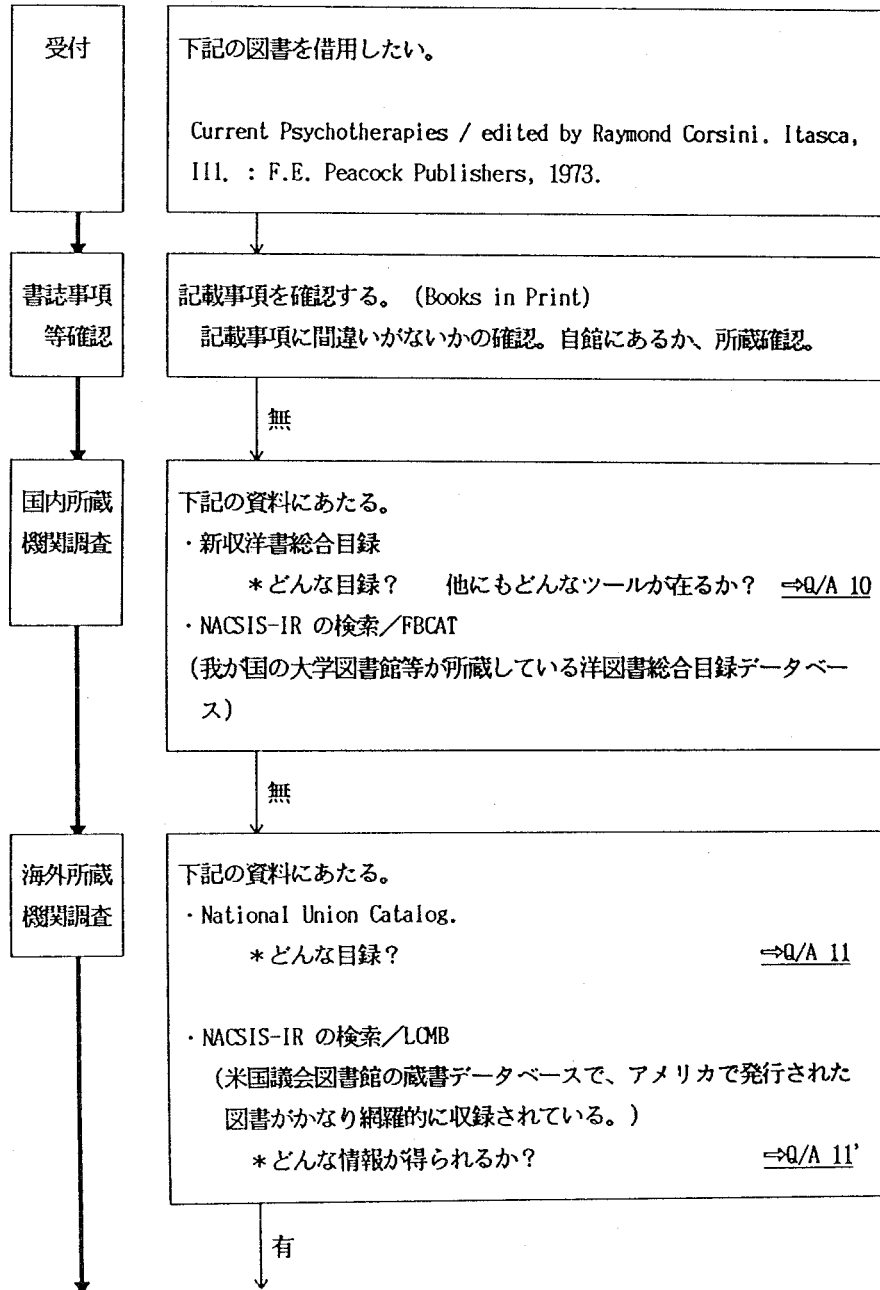 受付
下記の図書を借用したい。
Current Psychotherapies / edited by Raymond Corsini. Itasca,
Ill. : F.E. Peacock Publishers, 1973.
書誌事項
等確認
記載事項を確認する。 (Books in Print)
記載事項に間違いがないかの確認。自館にあるか、所蔵確認。
無
国内所蔵
機関調査
下記の資料にあたる。
・新収洋書総合目録
＊どんな目録？　他にもどんなツールが在るか？ ⇒Q/A 10
・NACSIS-IR の検索／FBCAT
（我が国の大学図書館等が所蔵している洋図書総合目録データベー
ス）
無
海外所蔵
機関調査
下記の資料にあたる。
・National Union Catalog.
＊どんな目録？ ⇒Q/A 11
・NACSIS-IR の検索／LCMB
（米国議会図書館の蔵書データベースで、アメリカで発行された
図書がかなり網羅的に収録されている。）
＊どんな情報が得られるか？ ⇒Q/A 11'
有